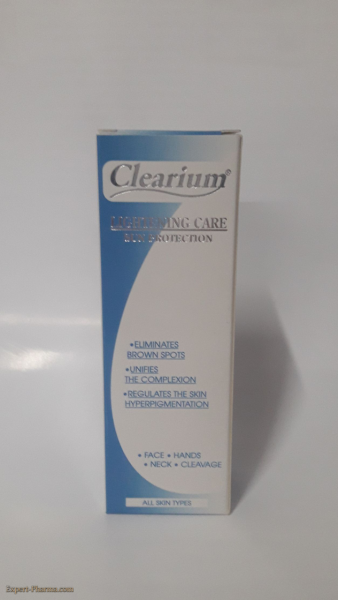 Clearium®
CARE
PROTECTION
•ELIMINATES
BROWN SPOTS
•UNIFIES
THE COMPLEXION
•REGULATES THE SKIN
HYPERPIGMENTATION
• FACE • HANDS
• NECK • CLEAVAGE
ALL SKIN TYPES
Expert-Pharma.com